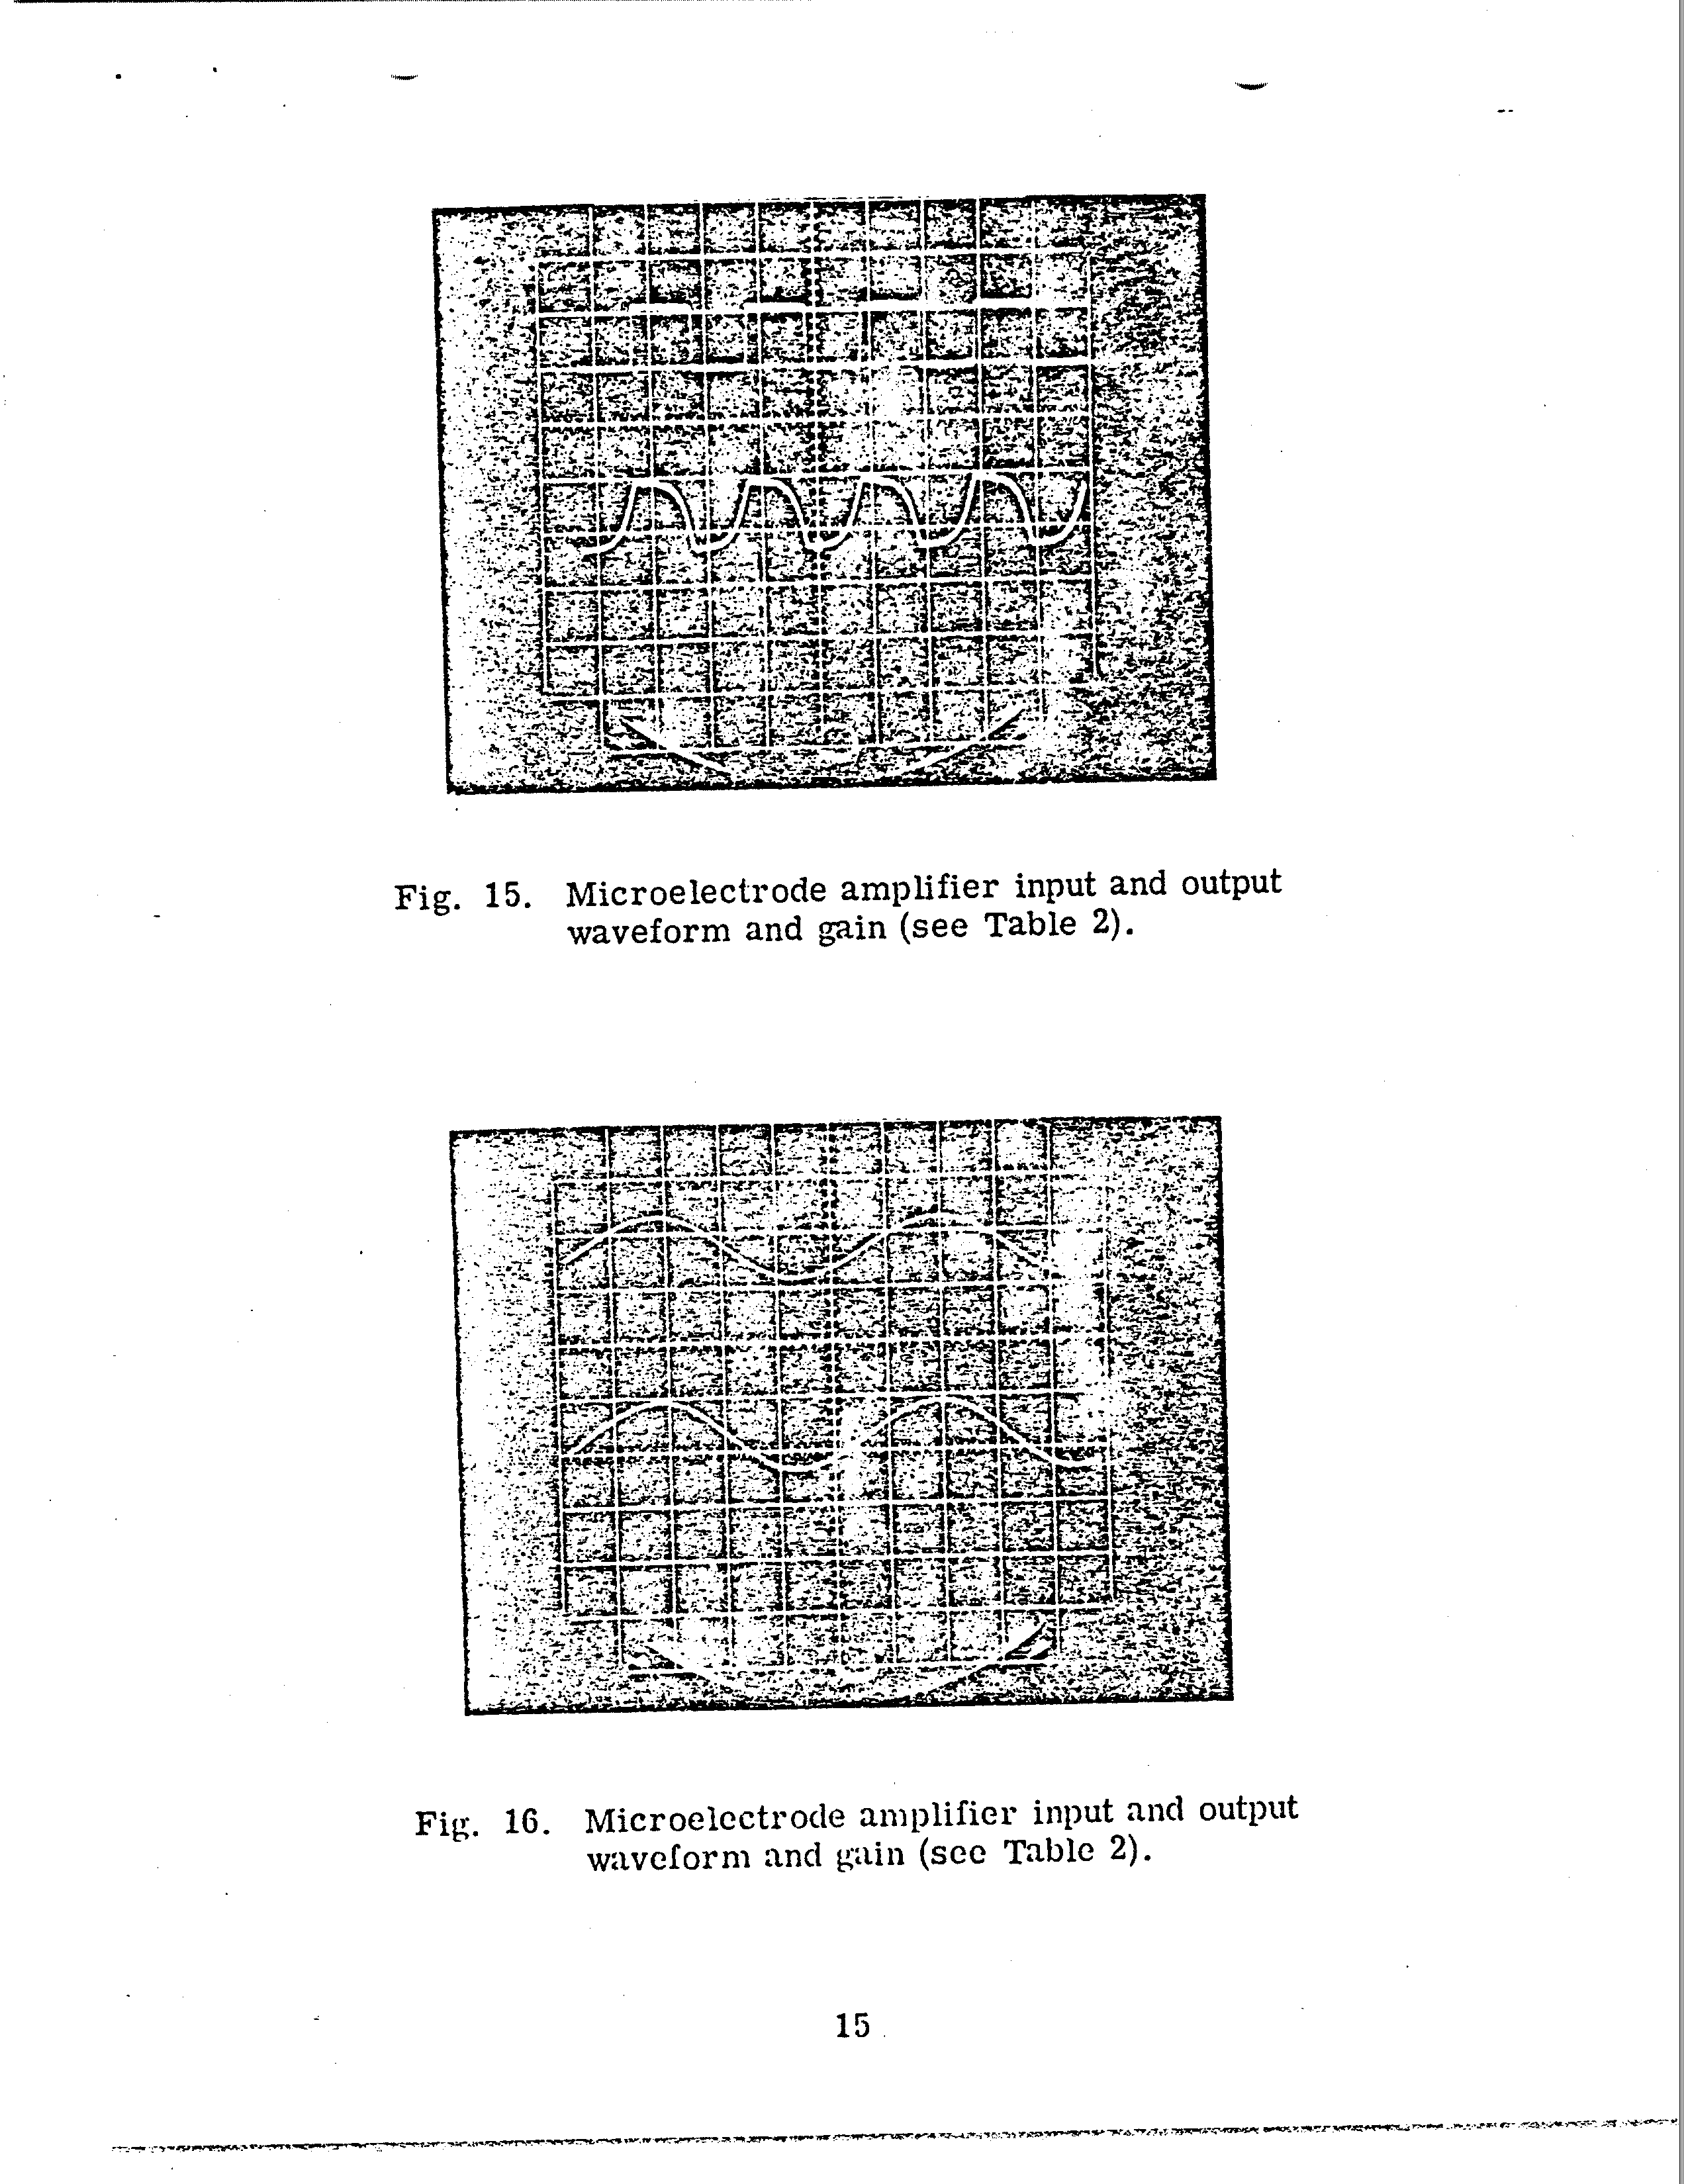 Fig. 15. Microelectrode amplifier input and output
waveform and gain (see Table 2).
Fig. 16. Microelectrode amplifier input and output
waveform and gain (see Table 2).
15